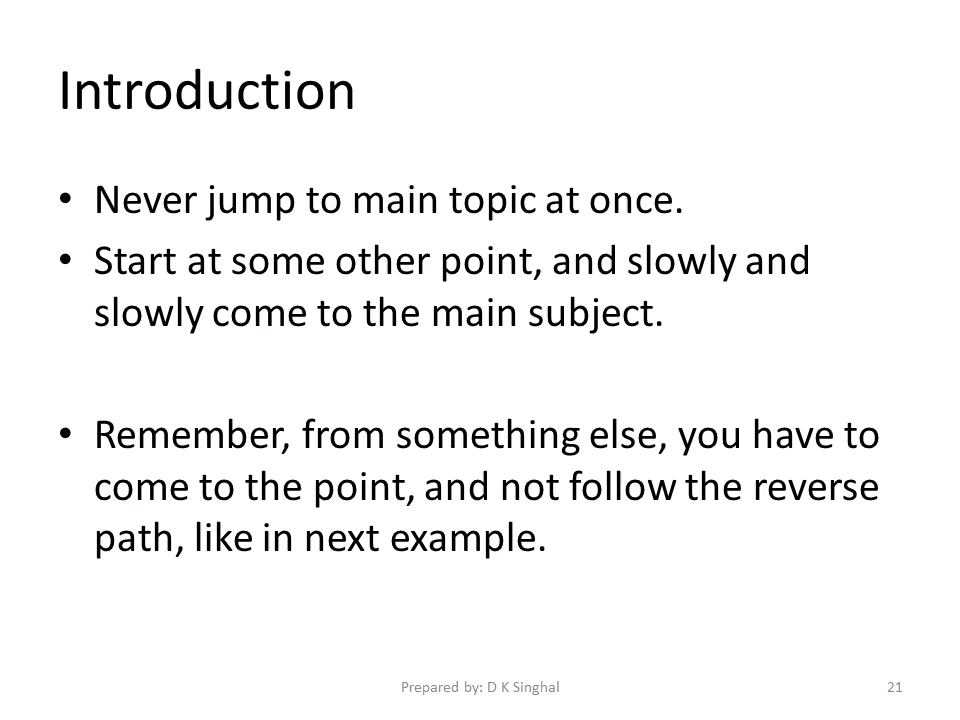 Introduction
• Never jump to main topic at once.
• Start at some other point, and slowly and
slowly come to the main subject.
• Remember, from something else, you have to
come to the point, and not follow the reverse
path, like in next example.
Prepared by: D K Singhal
21